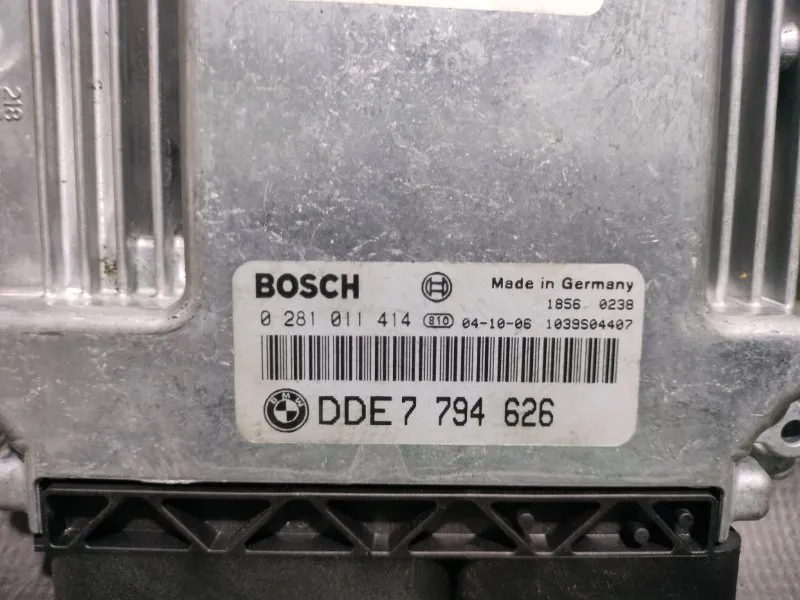 218
BOSCH Made in Germany
1856 0238
0 281 011 414 810 04-10-06 1039S04407
BMW DDE 7 794 626